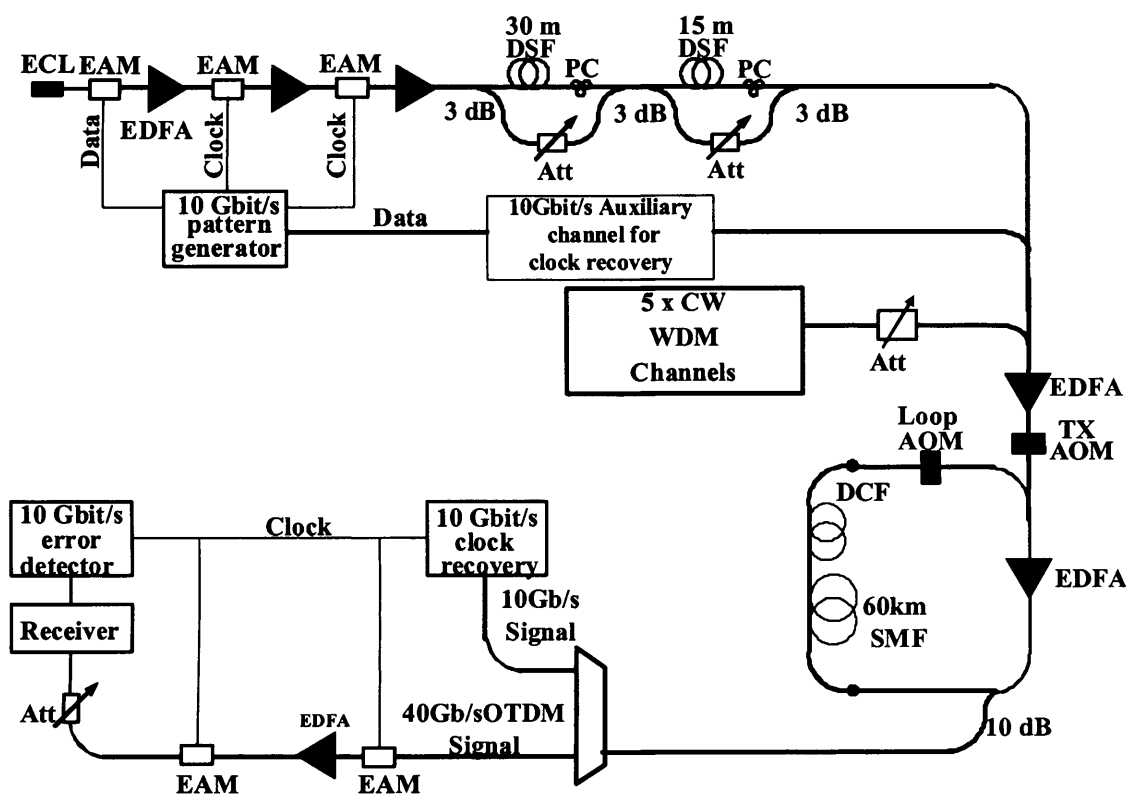 30 m
DSF
15 m
DSF
ECL
EAM
EAM
EAM
PC
PC
3 dB
3 dB
3 dB
EDFA
Data
Clock
Clock
Att
Att
10 Gbit/s
pattern
generator
Data
10Gbit/s Auxiliary
channel for
clock recovery
5 x CW
WDM
Channels
Att
EDFA
Loop
AOM
TX
AOM
DCF
EDFA
60km
SMF
10 dB
10 Gbit/s
error
detector
Clock
10 Gbit/s
clock
recovery
10Gb/s
Signal
Receiver
Att
EDFA
40Gb/sOTDM
Signal
EAM
EAM